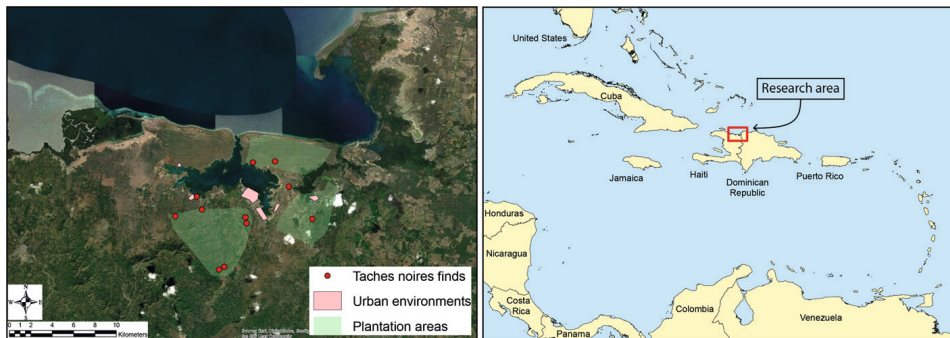 Taches noires finds
Urban environments
Plantation areas
N
W
E
S
0 1 2
4
6
8
10
Kilometers
United States
Cuba
Research area
Jamaica
Haiti
Dominican
Republic
Puerto Rico
Honduras
Nicaragua
Costa
Rica
Panama
Colombia
Venezuela